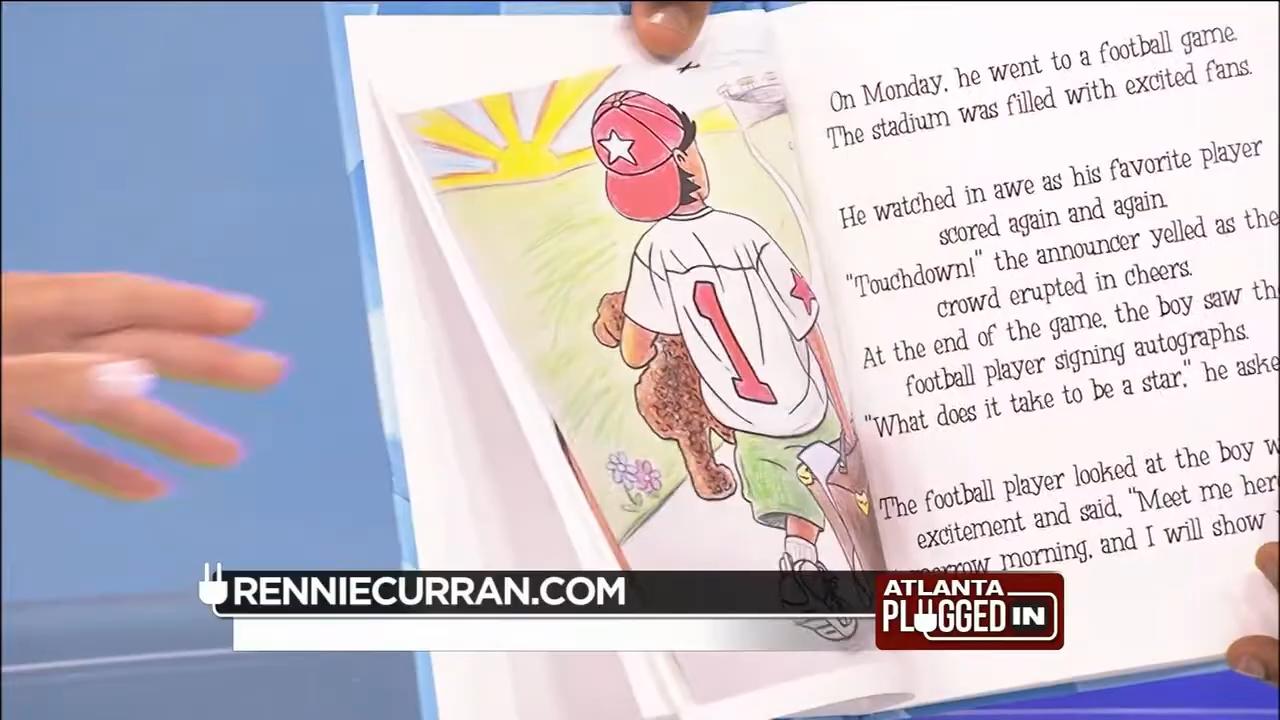 On Monday, he went to a football game.
The stadium was filled with excited fans.
He watched in awe as his favorite player
scored again and again
"Touchdown!" the announcer yelled as the
crowd erupted in cheers.
At the end of the game, the boy saw
football player signing autographs.
"What does it take to be a star," he
The football player looked at the boy
excitement and said, "Meet me
morning, and I will show
1
RENNIECURRAN.COM
ATLANTA
PLUGGED IN